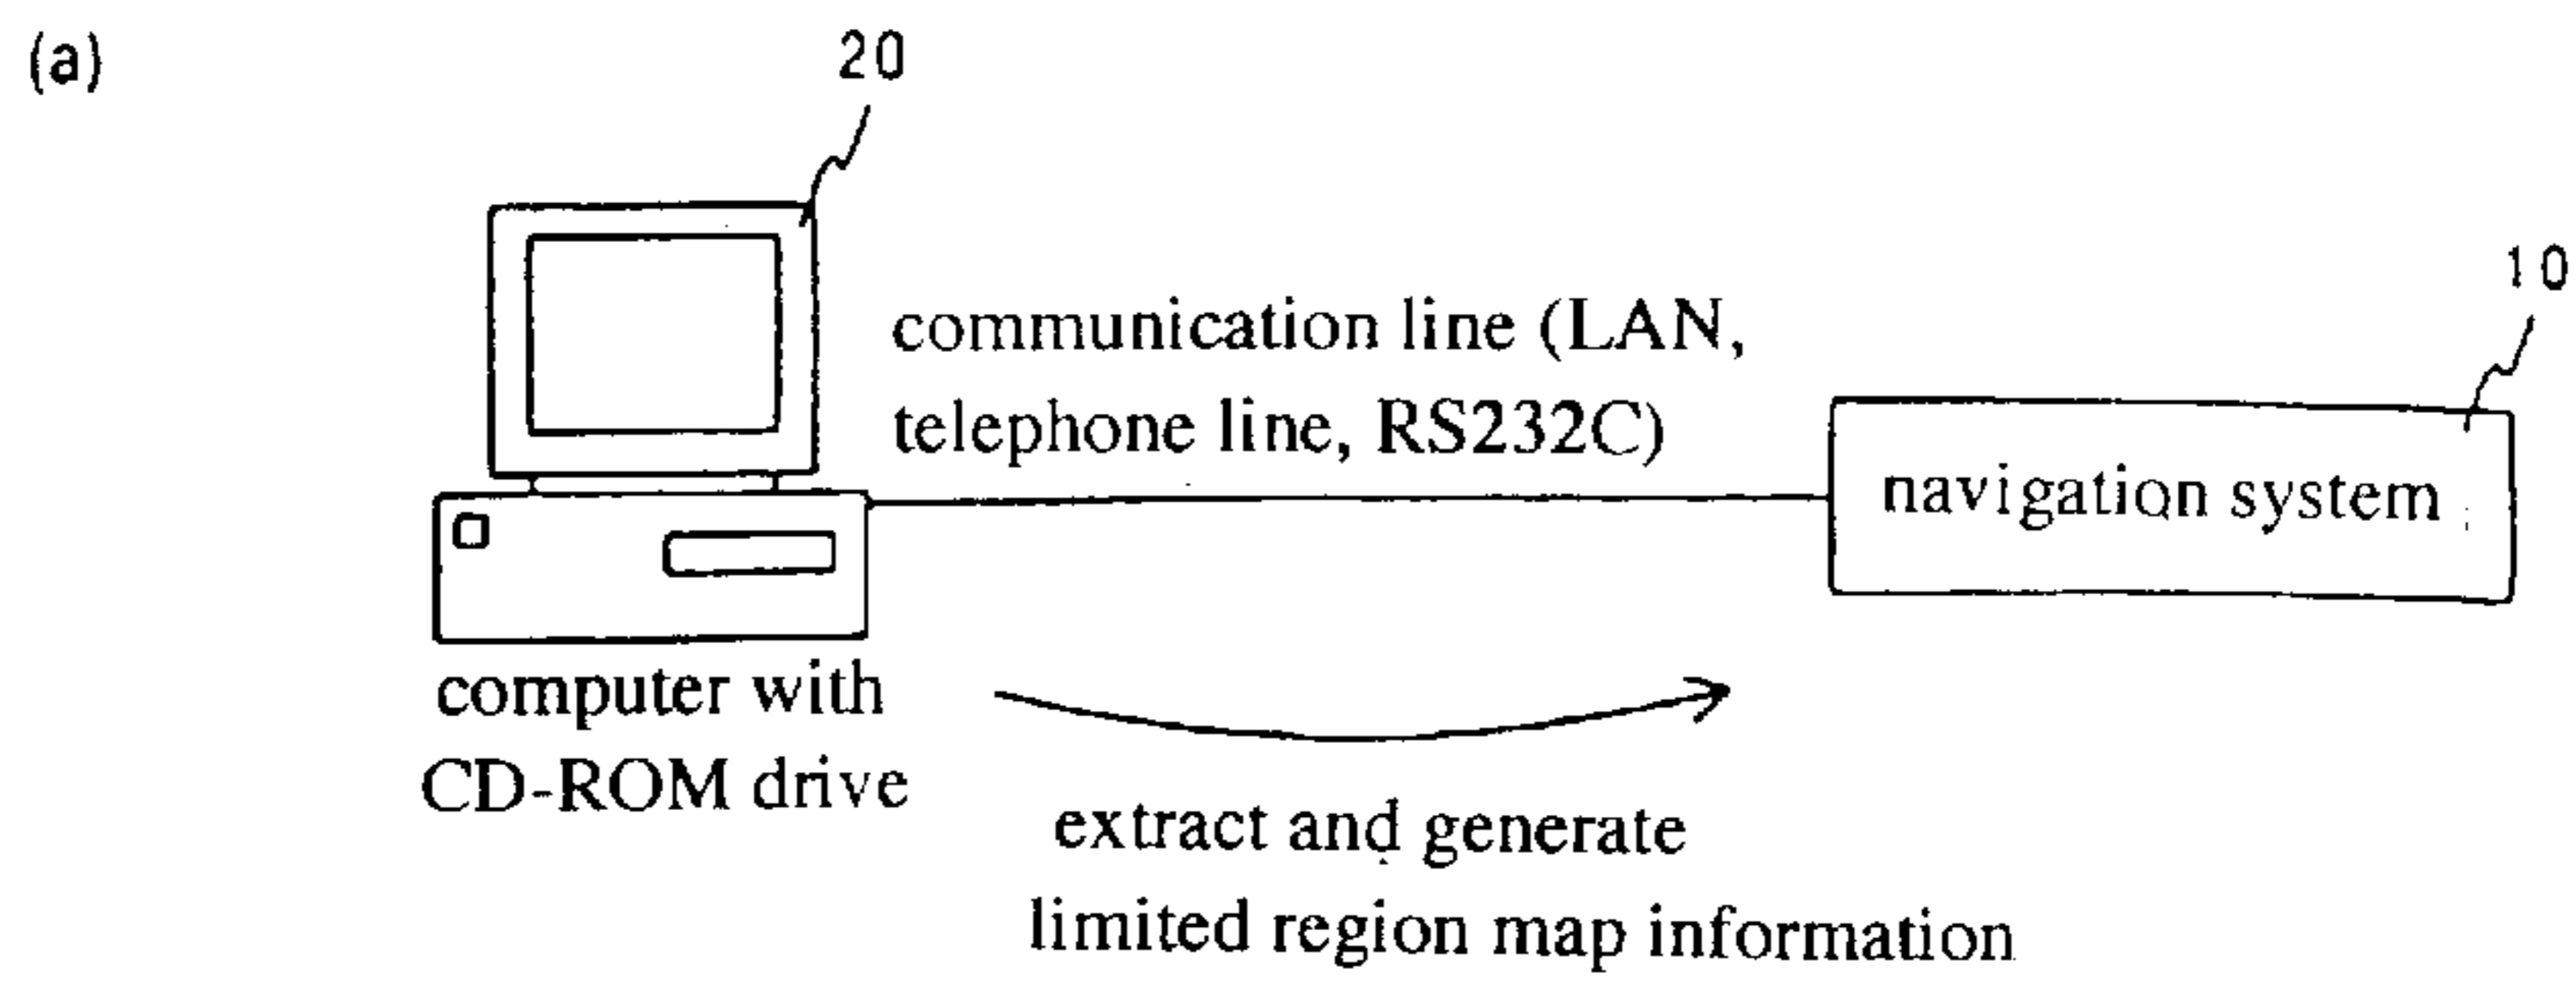 (a)
20
10
communication line (LAN,
telephone line, RS232C)
navigation system
computer with
CD-ROM drive
extract and generate
limited region map information